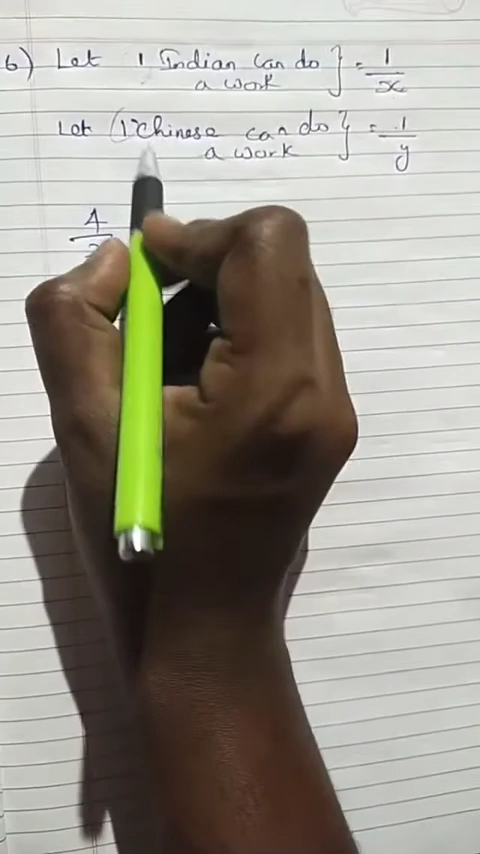 6) Let 1 Indian can do } = 1/x
a work
Let (1 Chinese can do } = 1/y
a work
4